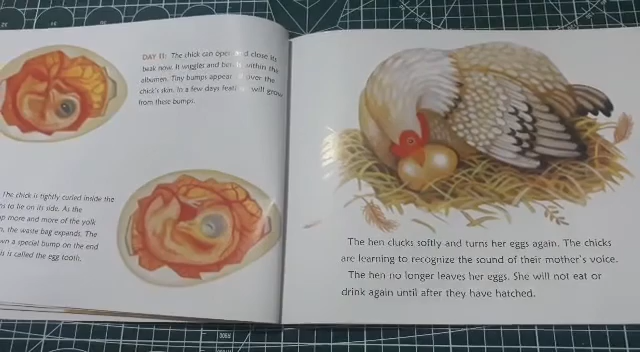 DAY 11: The chick can open and close its
beak now. It wiggles and bends within the
albumen. Tiny bumps appear over the
chick's skin. In a few days feathers will grow
from these bumps.
The chick is tightly curled inside the
to lie on its side. As the
up more and more of the yolk
the waste bag expands. The
a special bump on the end
is called the egg tooth.
The hen clucks softly and turns her eggs again. The chicks
are learning to recognize the sound of their mother's voice.
The hen no longer leaves her eggs. She will not eat or
drink again until after they have hatched.